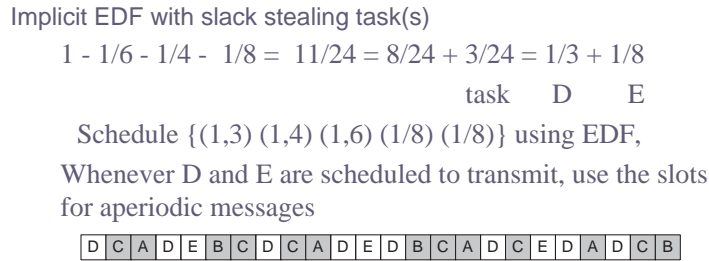 Implicit EDF with slack stealing task(s)
1 - 1/6 - 1/4 - 1/8 = 11/24 = 8/24 + 3/24 = 1/3 + 1/8
task D E
Schedule {(1,3) (1,4) (1,6) (1/8) (1/8)} using EDF,
Whenever D and E are scheduled to transmit, use the slots
for aperiodic messages
D C A D E B C D C A D E D B C A D C E D A D C B